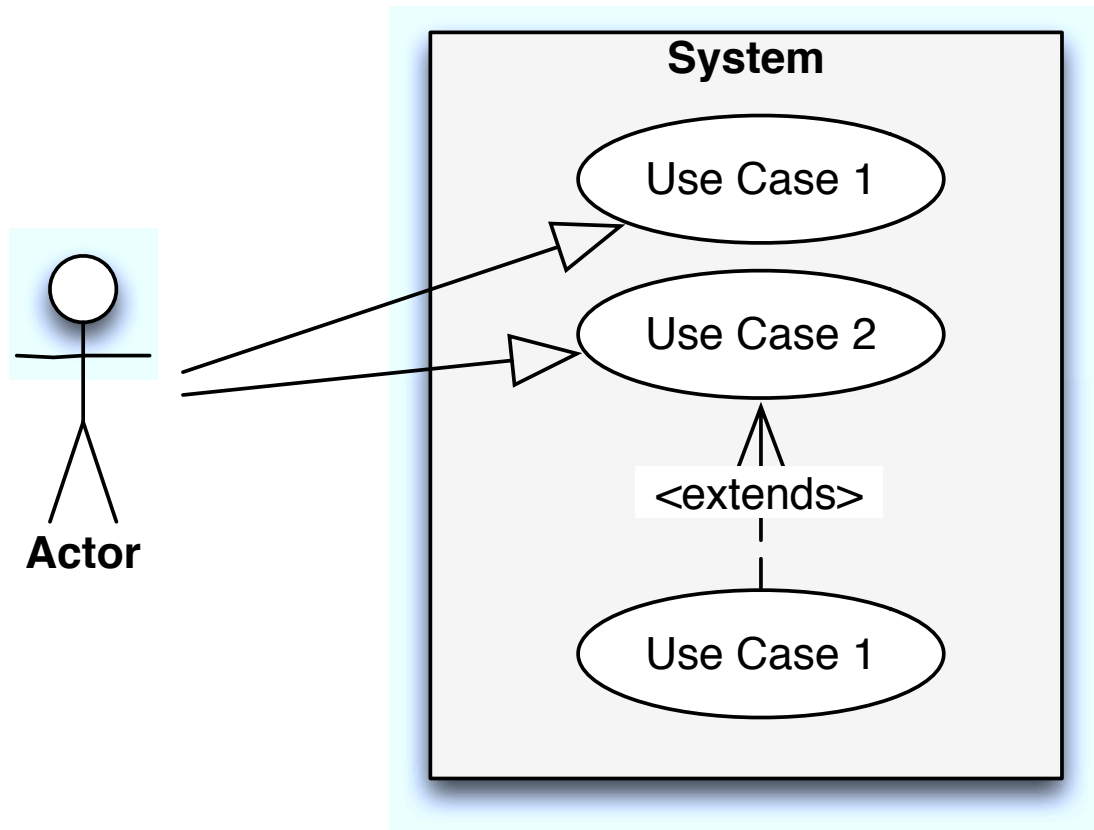 System
Use Case 1
Use Case 2
<extends>
Use Case 1
Actor